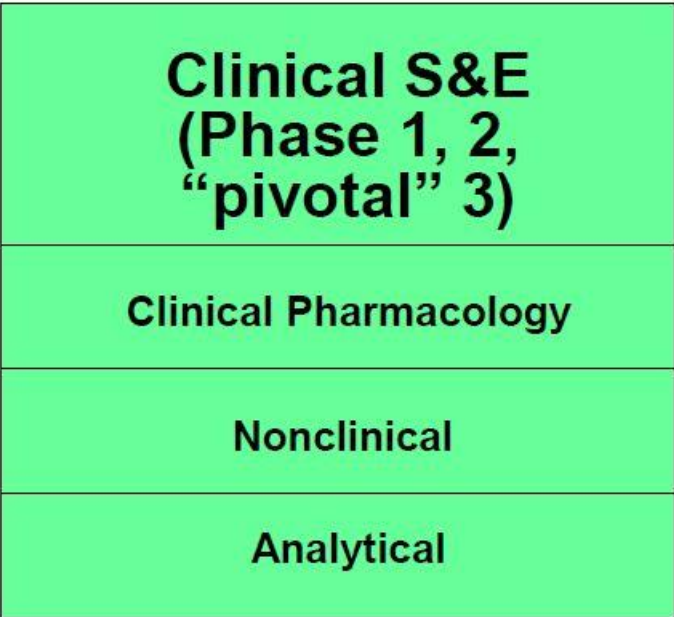 Clinical S&E
(Phase 1, 2,
“pivotal” 3)
Clinical Pharmacology
Nonclinical
Analytical